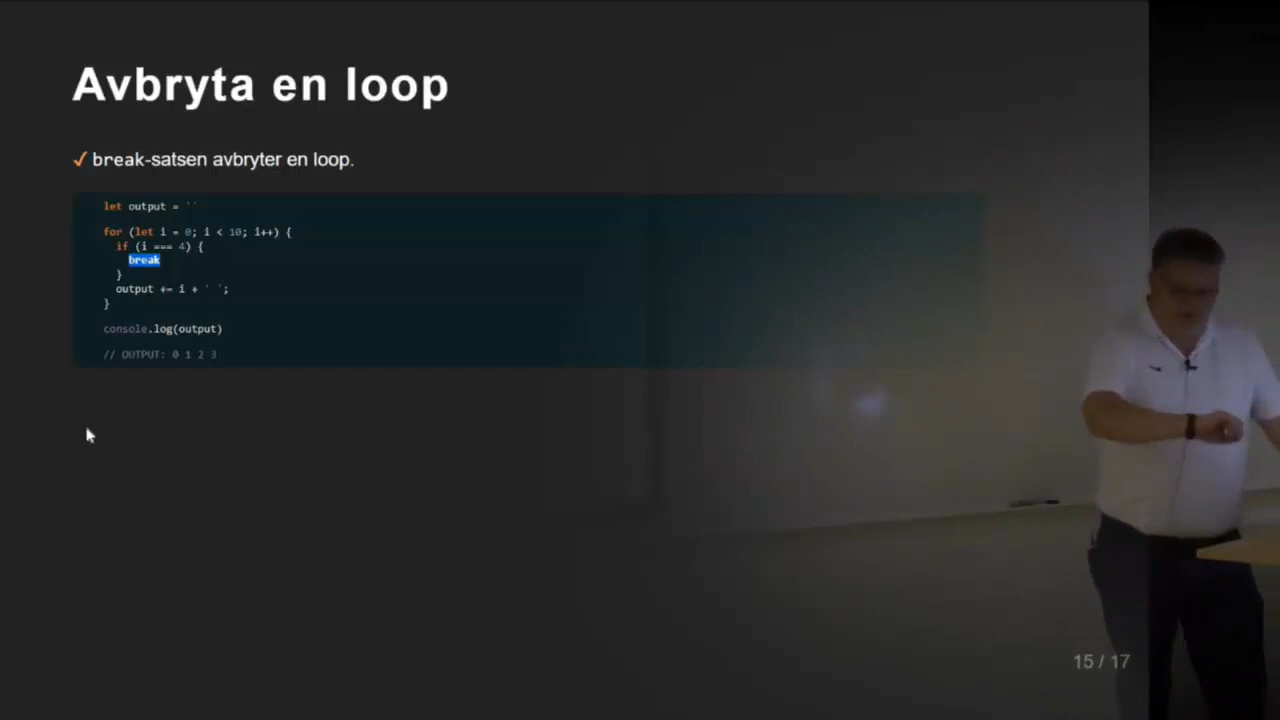 Avbryta en loop
✓ break-satsen avbryter en loop.
let output = ''
for (let i = 0; i < 10; i++) {
if (i === 4) {
break
}
output += i + ' ';
}
console.log(output)
// OUTPUT: 0 1 2 3
15 / 17